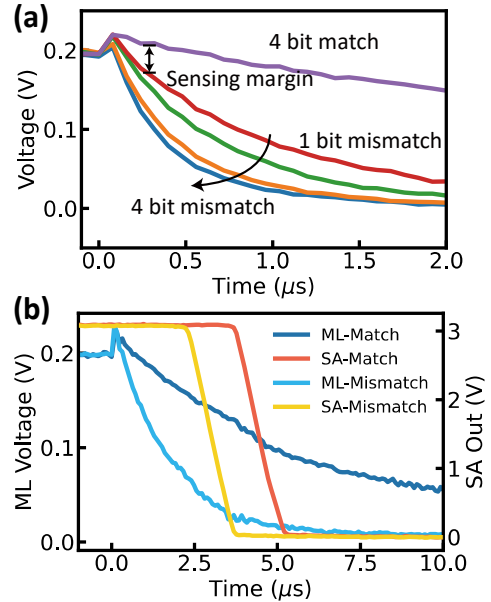 (a)
4 bit match
Sensing margin
1 bit mismatch
4 bit mismatch
Voltage (V)
0.2
0.1
0.0
0.0 0.5 1.0 1.5 2.0
Time (μs)
(b)
ML-Match
SA-Match
ML-Mismatch
SA-Mismatch
ML Voltage (V)
0.2
0.1
0.0
SA Out (V)
3
2
1
0
0.0 2.5 5.0 7.5 10.0
Time (μs)